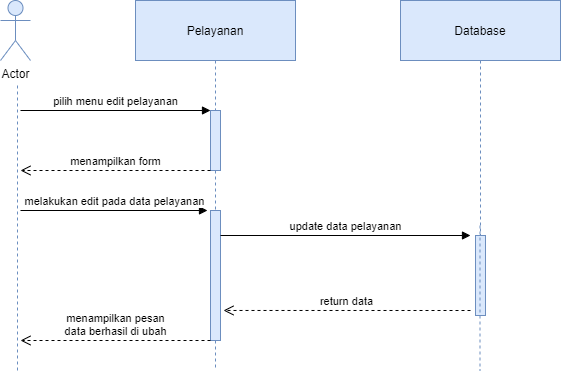 Pelayanan
Database
Actor
pilih menu edit pelayanan
menampilkan form
melakukan edit pada data pelayanan
update data pelayanan
return data
menampilkan pesan
data berhasil di ubah